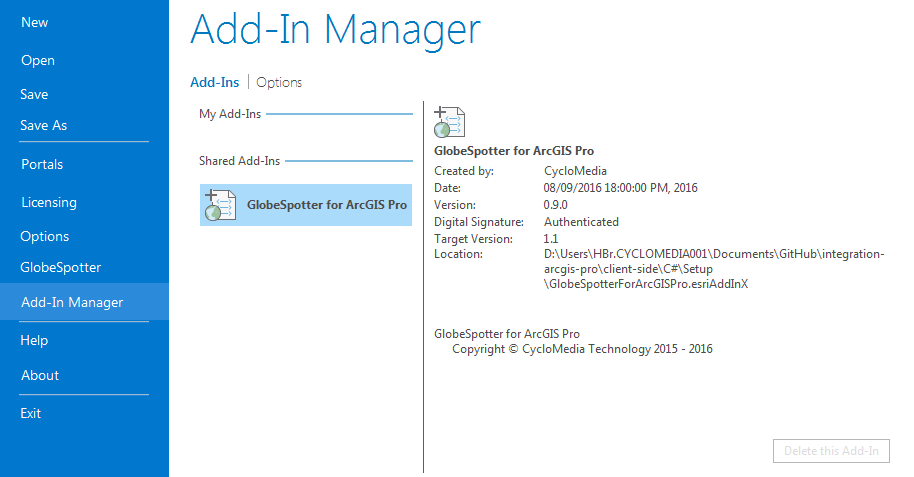 New
Open
Save
Save As
Portals
Licensing
Options
GlobeSpotter
Add-In Manager
Help
About
Exit
Add-In Manager
Add-Ins | Options
My Add-Ins
Shared Add-Ins
GlobeSpotter for ArcGIS Pro
GlobeSpotter for ArcGIS Pro
Created by: CycloMedia
Date: 08/09/2016 18:00:00 PM, 2016
Version: 0.9.0
Digital Signature: Authenticated
Target Version: 1.1
Location: D:\Users\HBr.CYCLOMEDIA001\Documents\GitHub\integration-
arcgis-pro\client-side\C#\Setup
\GlobeSpotterForArcGISPro.esriAddInX
GlobeSpotter for ArcGIS Pro
Copyright © CycloMedia Technology 2015 - 2016
Delete this Add-In